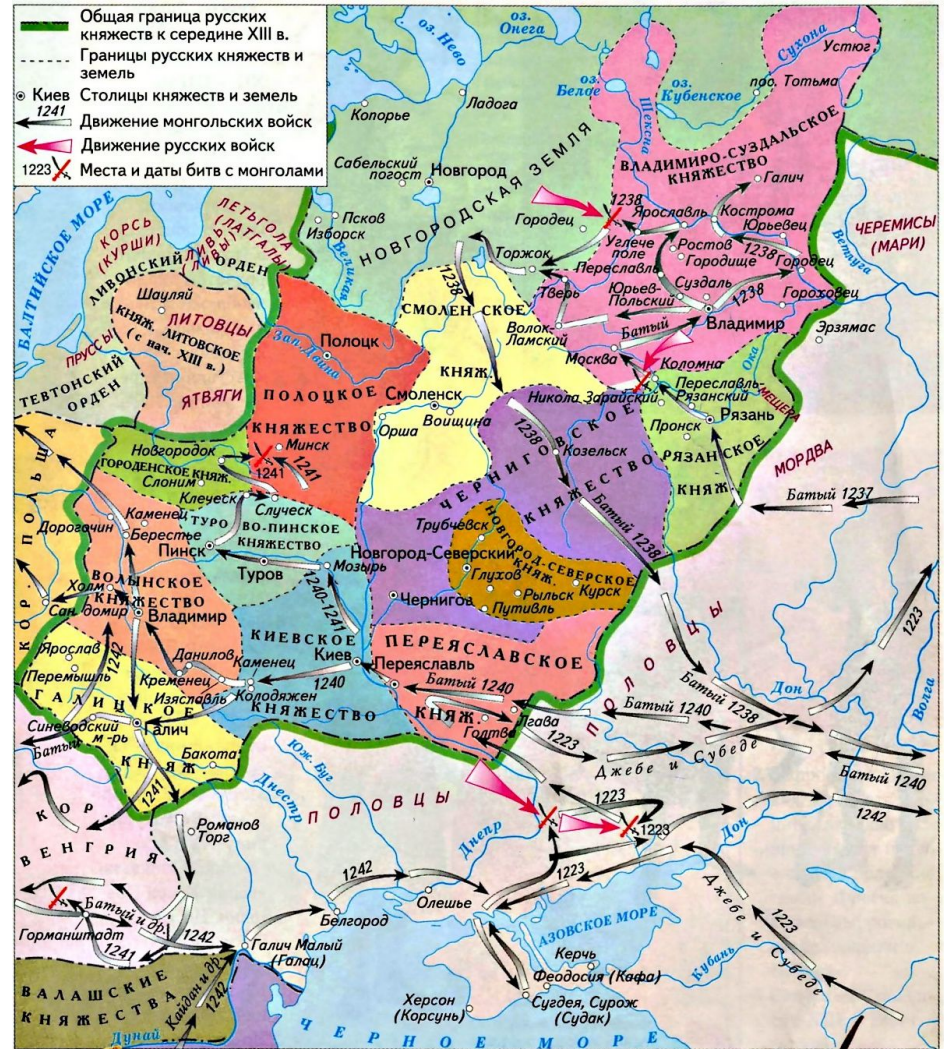 Общая граница русских
княжеств к середине XIII в.
Границы русских княжеств и
земель
Киев Столицы княжеств и земель
1241 Движение монгольских войск
Движение русских войск
1223 Места и даты битв с монголами
оз.
Онега
оз. Нево
Сухона
Устюг
оз.
Белое
оз.
Кубенское
пос. Тотьма
Шексна
Копорье
Ладога
Сабельский
погост
Новгород
НОВГОРОДСКАЯ ЗЕМЛЯ
ВЛАДИМИРО-СУЗДАЛЬСКОЕ
КНЯЖЕСТВО
Галич
Псков
Изборск
Великая
БАЛТИЙСКОЕ МОРЕ
КОРСЬ
(КУРШИ)
ЛИВЬ
(ЛИВЫ)
ЛЕТЬГОЛА
(ЛАТГАЛЫ)
ЛИВОНСКИЙ ОРДЕН
Городец
1238
Ярославль
Кострома
Юрьевец
Ветлуга
ЧЕРЕМИСЫ
(МАРИ)
Торжок
Углече
поле
Ростов
Городище
1238
Городец
Переславль
Тверь
Юрьев-
Польский
Суздаль
1238
Гороховец
Шауляй
КНЯЖ. ЛИТОВСКОЕ
(с нач. XIII в.)
ЛИТОВЦЫ
ПРУССЫ
ТЕВТОНСКИЙ
ОРДЕН
ЯТВЯГИ
Зап. Двина
Полоцк
ПОЛОЦКОЕ
КНЯЖЕСТВО
1238
СМОЛЕНСКОЕ
КНЯЖ.
Волок-
Ламский
Батый
Владимир
Москва
Эрзямас
Коломна
Ока
Смоленск
Орша
Воищина
Никола Зарайский
Переславль-
Рязанский
МЕЩЕРА
Рязань
Пронск
РЯЗАНСКОЕ
КНЯЖ.
МОРДВА
Батый 1237
1238
Козельск
ЧЕРНИГОВСКОЕ
КНЯЖЕСТВО
Минск
1241
1241
Новгородок
ГОРОДЕНСКОЕ КНЯЖ.
Слоним
Клеческ
Случеск
КОР. ПОЛЬША
Дорогочин
Каменец
Берестье
Пинск
ТУРОВО-ПИНСКОЕ
КНЯЖЕСТВО
Туров
Мозырь
Трубчевск
Новгород-Северский
НОВГОРОД-СЕВЕРСКОЕ
КНЯЖ.
Глухов
Рыльск
Курск
Путивль
Батый 1238
Чернигов
1240-1241
Холм
ВОЛЫНСКОЕ
КНЯЖЕСТВО
Сандомир
Владимир
КИЕВСКОЕ
КНЯЖЕСТВО
Киев
ПЕРЕЯСЛАВСКОЕ
КНЯЖ.
Переяславль
Ярослав
Перемышль
1242
Данилов
Каменец
Кременец
Изяславль
Колодяжен
1240
Батый 1240
Лтава
Голтва
ПОЛОВЦЫ
Батый 1240
Батый 1238
Дон
1223
Волга
ГАЛИЦКОЕ
КНЯЖ.
Синеводский
м-рь
Галич
Батый
Бакота
1241
1223
Джебе и Субеде
Батый 1240
1242
Юж. Буг
Днестр
ПОЛОВЦЫ
Днепр
1223
1223
Дон
КОР.
ВЕНГРИЯ
Романов
Торг
1242
1223
Олешье
Белгород
Батый и др.
Горманштадт
1241
1242
Галич Малый
(Галац)
АЗОВСКОЕ МОРЕ
Джебе и Субеде
1223
Кубань
Керчь
Феодосия (Кафа)
Сугдея, Сурож
(Судак)
Херсон
(Корсунь)
ВАЛАШСКИЕ
КНЯЖЕСТВА
Кайдан и др.
1242
Дунай
ЧЕРНОЕ МОРЕ